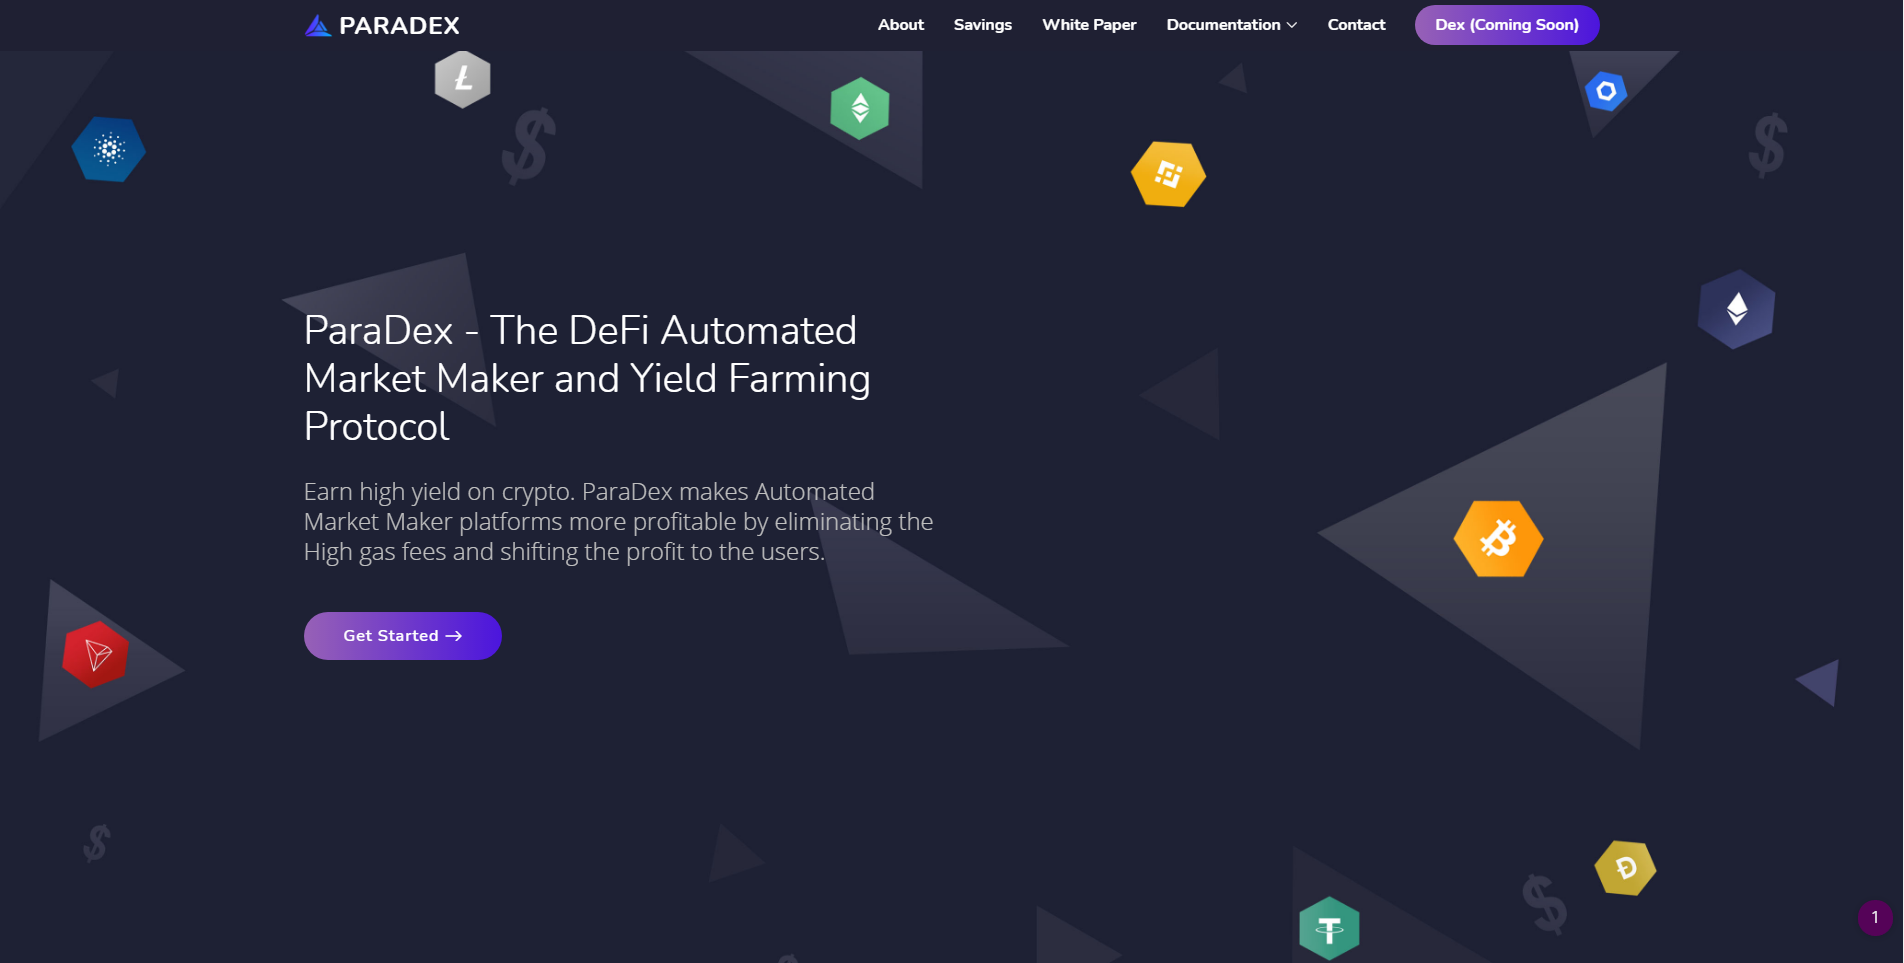 PARADEX
About
Savings
White Paper
Documentation
Contact
Dex (Coming Soon)
ParaDex - The DeFi Automated
Market Maker and Yield Farming
Protocol
Earn high yield on crypto. ParaDex makes Automated
Market Maker platforms more profitable by eliminating the
High gas fees and shifting the profit to the users.
Get Started →
1